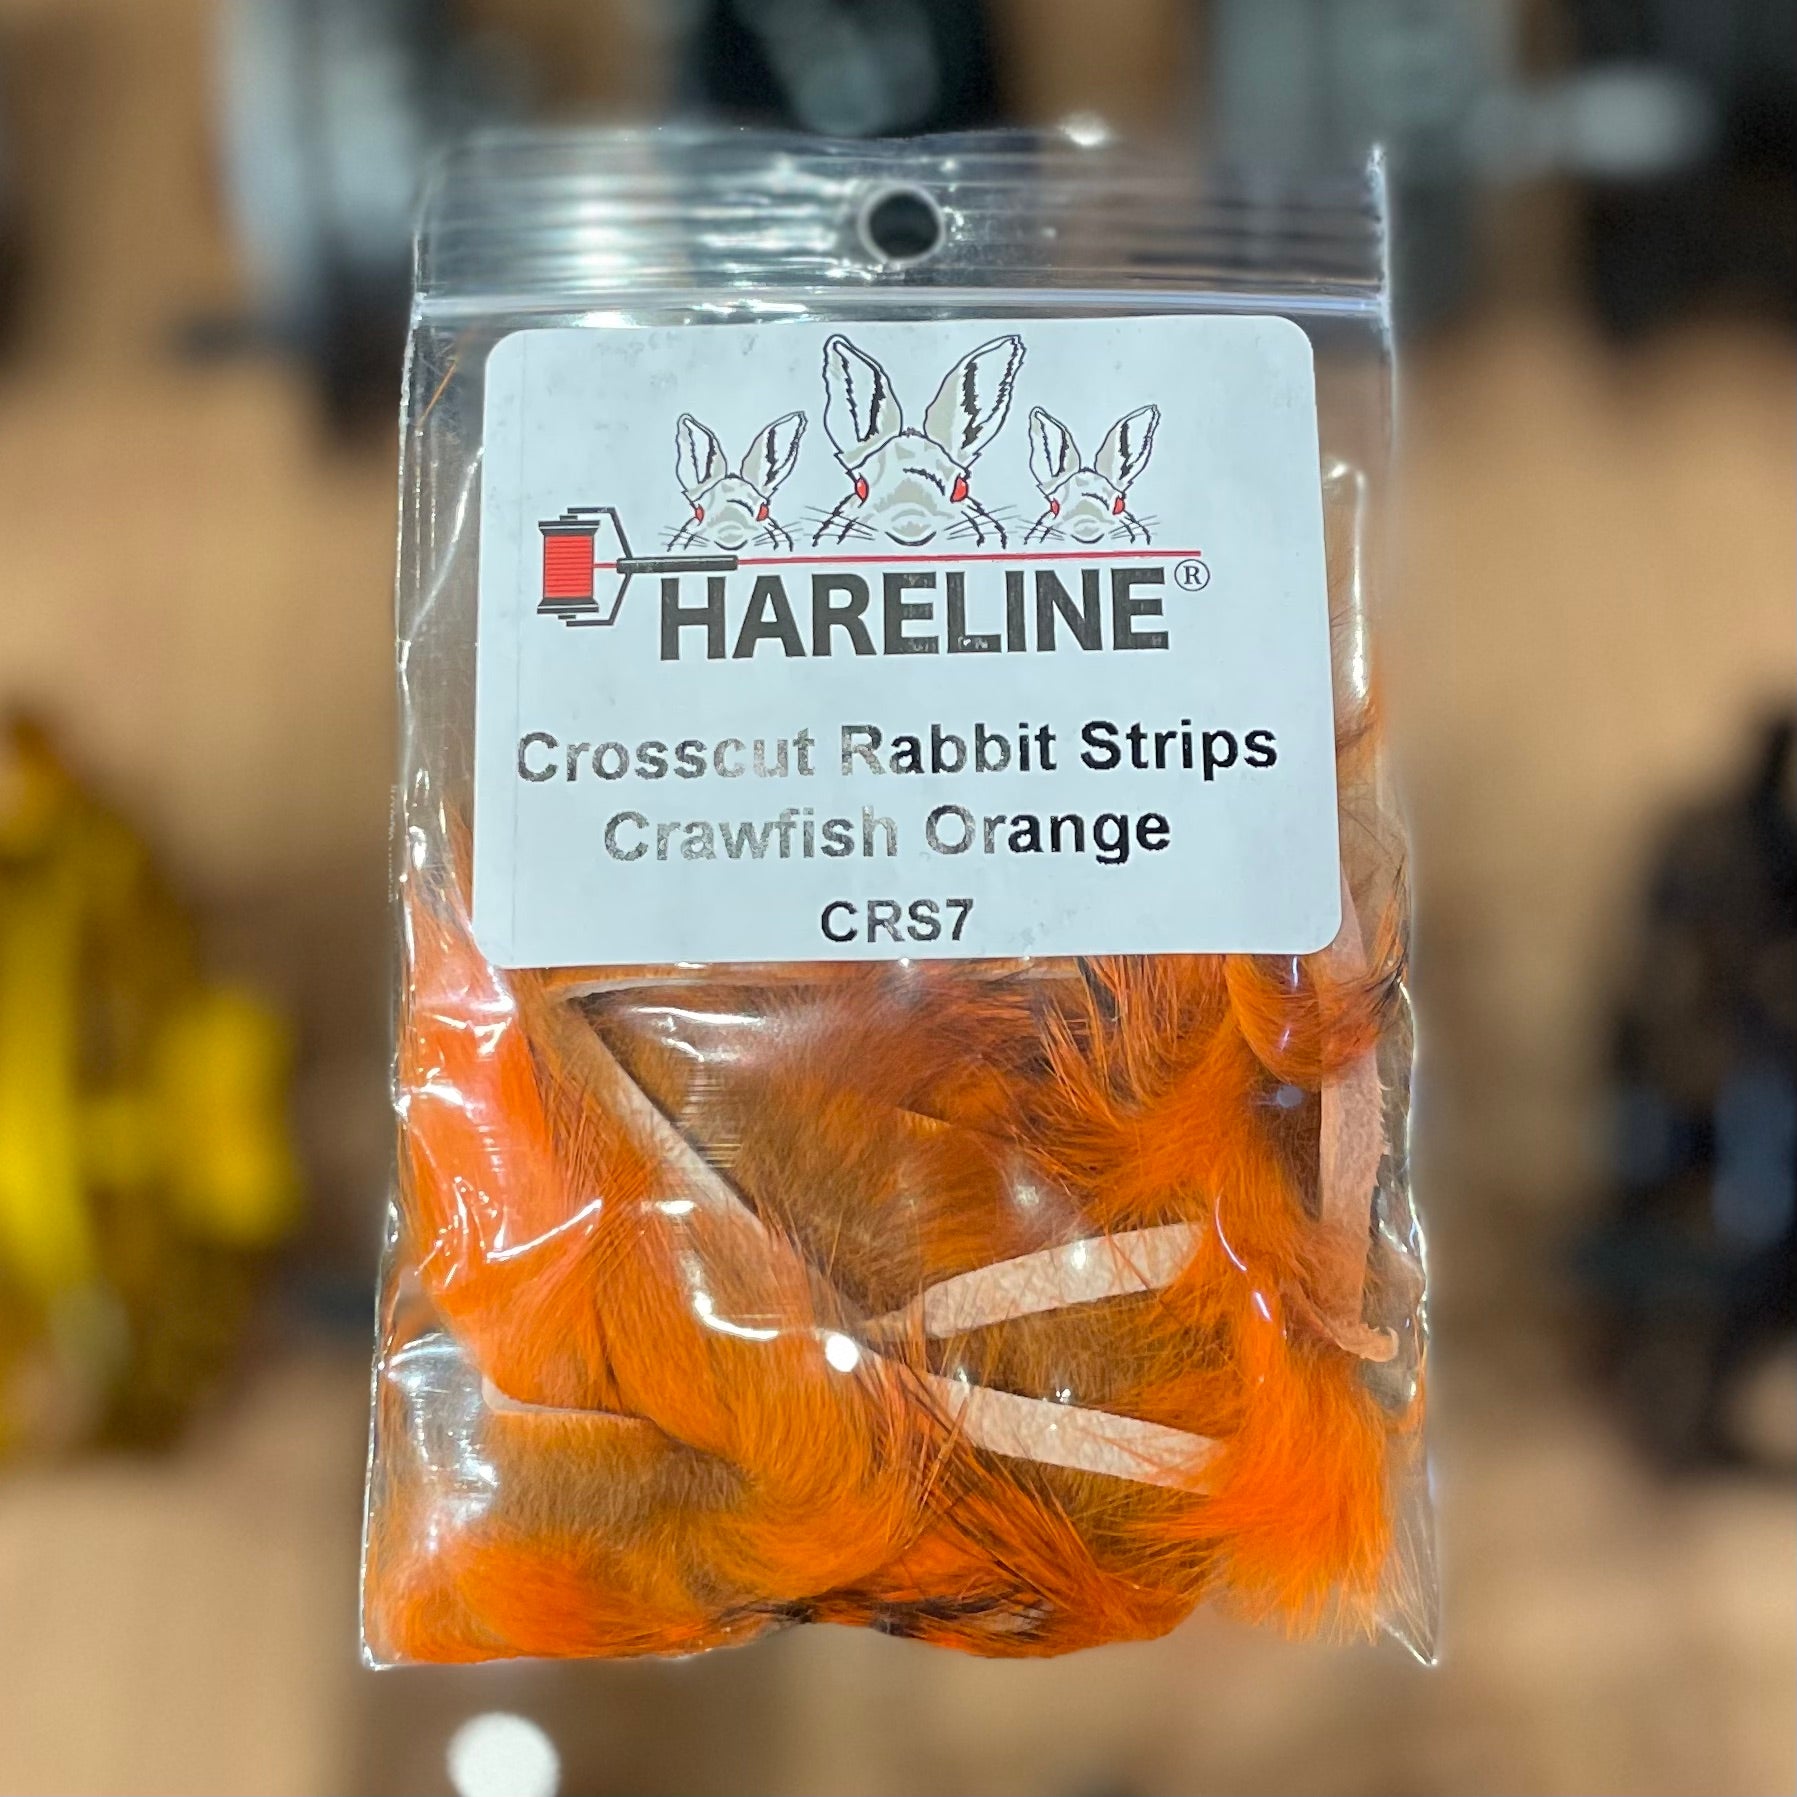 HARELINE®
Crosscut Rabbit Strips
Crawfish Orange
CRS7